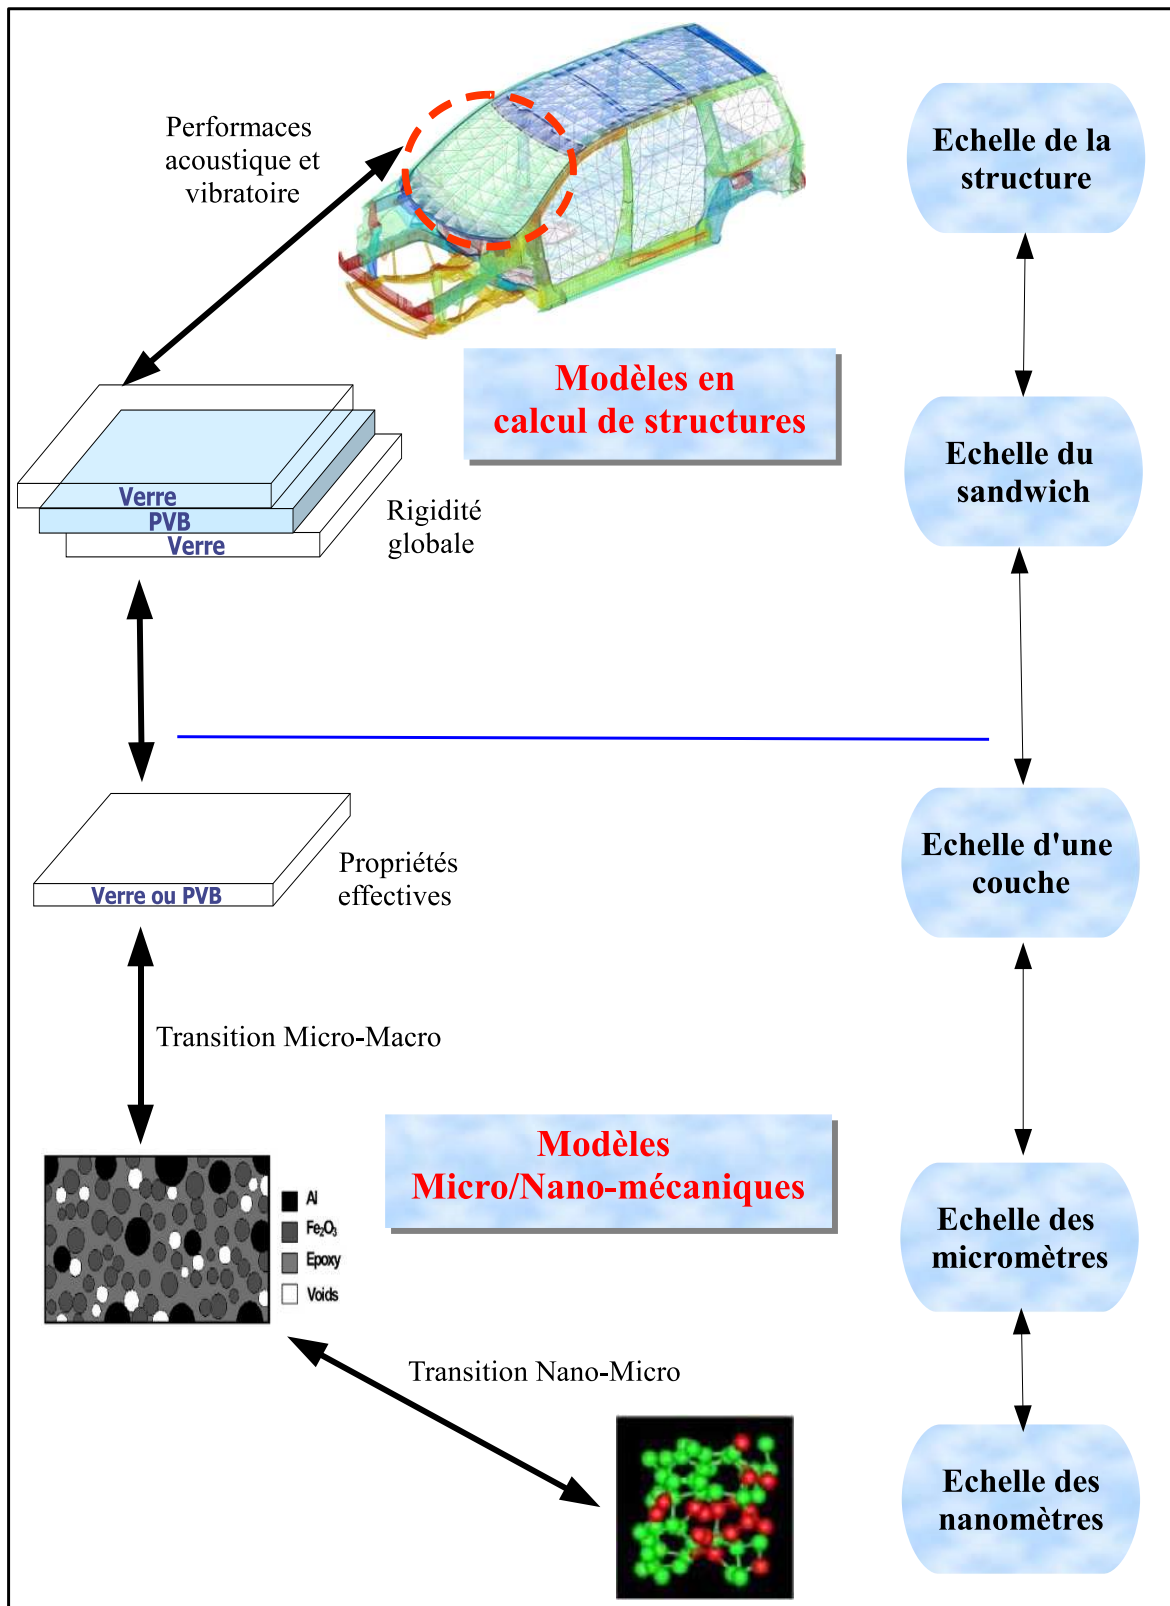 Performaces
acoustique et
vibratoire
Echelle de la
structure
Modèles en
calcul de structures
Verre
PVB
Verre
Rigidité
globale
Echelle du
sandwich
Verre ou PVB
Propriétés
effectives
Echelle d'une
couche
Transition Micro-Macro
Modèles
Micro/Nano-mécaniques
Al
Fe₂O₃
Epoxy
Voids
Echelle des
micromètres
Transition Nano-Micro
Echelle des
nanomètres